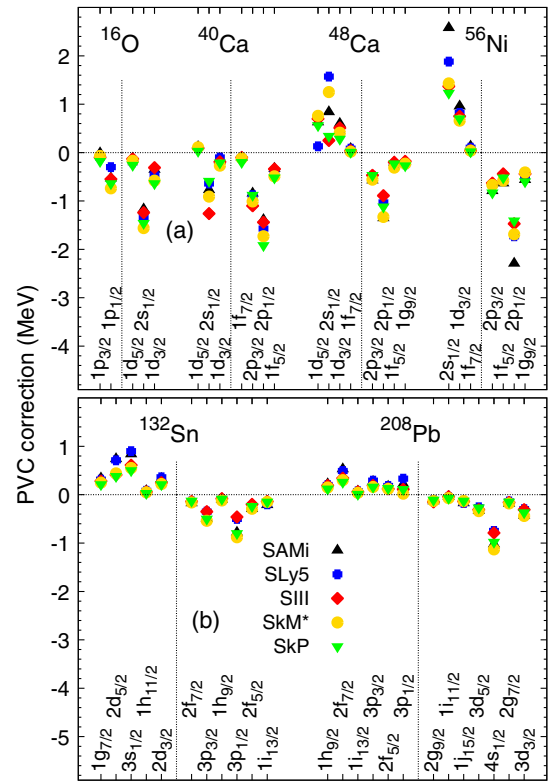 16O 40Ca 48Ca 56Ni
2
1
0
-1
-2
-3
-4
(a)
1p3/2 1p1/2 1d5/2 2s1/2 1d3/2 1d5/2 2s1/2 1d3/2 1f7/2 2p3/2 2p1/2 1f5/2 1d5/2 2s1/2 1d3/2 1f7/2 2p3/2 2p1/2 1f5/2 1g9/2 2s1/2 1d3/2 1f7/2 2p3/2 1f5/2 2p1/2 1g9/2
PVC correction (MeV)
132Sn 208Pb
2
1
0
-1
-2
-3
-4
-5
SAMi
SLy5
SIII
SkM*
SkP
(b)
1g7/2 2d5/2 3s1/2 1h11/2 2d3/2 2f7/2 3p3/2 1h9/2 3p1/2 2f5/2 1i13/2 1h9/2 2f7/2 1i13/2 3p3/2 2f5/2 3p1/2 2g9/2 1i11/2 1j15/2 3d5/2 4s1/2 2g7/2 3d3/2